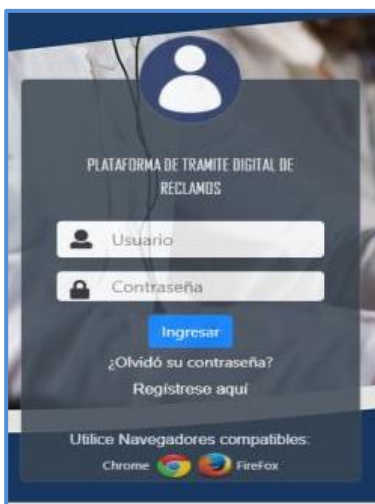 PLATAFORMA DE TRAMITE DIGITAL DE
RECLAMOS
Usuario
Contraseña
Ingresar
¿Olvidó su contraseña?
Regístrese aquí
Utilice Navegadores compatibles:
Chrome FireFox